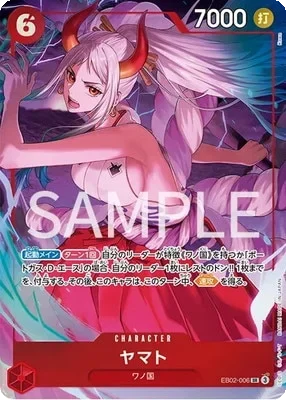 6
7000
打
SAMPLE
起動メイン ターン1回 自分のリーダーが特徴《ワノ国》を持つか「ポー
トガス・D・エース」の場合、自分のリーダー1枚にレストのドン!!1枚まで
を、付与する。その後、このキャラは、このターン中、速攻を得る。
CHARACTER
ヤマト
ワノ国
EB02-006 SR 3